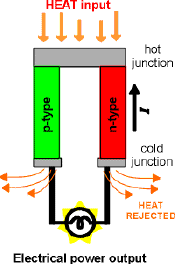 HEAT input
hot
junction
p-type
n-type
I
cold
junction
HEAT
REJECTED
Electrical power output